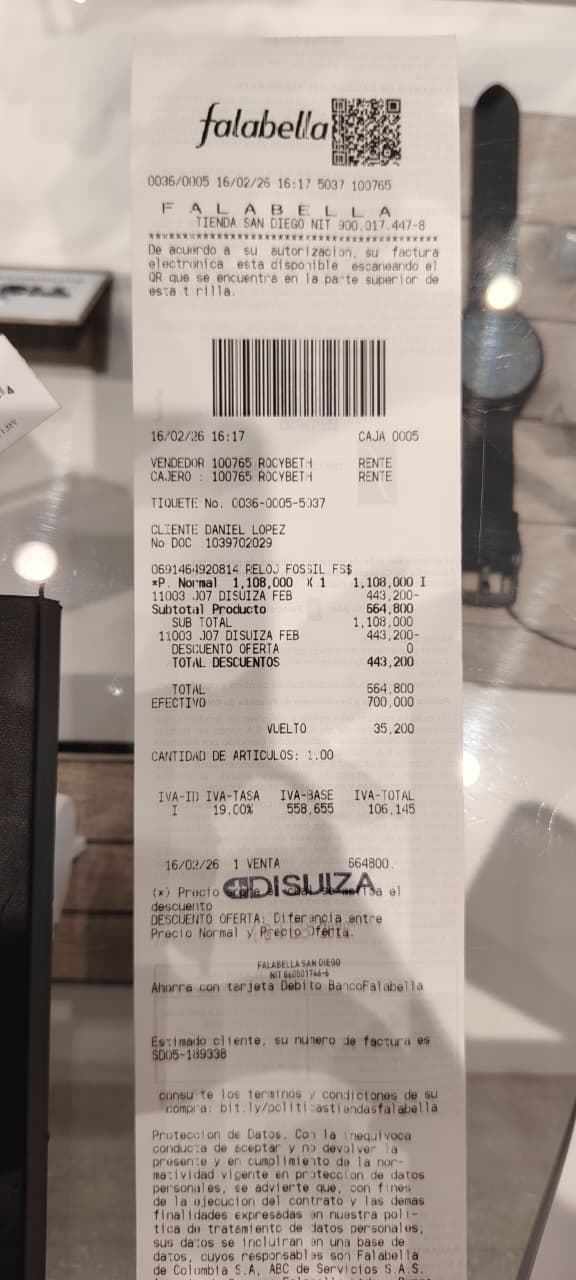 falabella
0036/0005 16/02/26 16:17 5037 100765
F A L A B E L L A
TIENDA SAN DIEGO NIT 900.017.447-8
******************************************
De acuerdo a su autorizacion, su factura
electronica esta disponible escaneando el
QR que se encuentra en la parte superior de
esta tirilla.
16/02/26 16:17 CAJA 0005
VENDEDOR 100765 ROCYBETH RENTE
CAJERO : 100765 ROCYBETH RENTE
TIQUETE No. 0036-0005-5037
CLIENTE DANIEL LOPEZ
No DOC 1039702029
0691464920814 RELOJ FOSSIL FS$
*P. Normal 1,108,000 X 1 1,108,000 I
11003 J07 DISUIZA FEB 443,200-
Subtotal Producto 664,800
SUB TOTAL 1,108,000
11003 J07 DISUIZA FEB 443,200-
DESCUENTO OFERTA 0
TOTAL DESCUENTOS 443,200
TOTAL 664,800
EFECTIVO 700,000
VUELTO 35,200
CANTIDAD DE ARTICULOS: 1.00
IVA-ID IVA-TASA IVA-BASE IVA-TOTAL
I 19.00% 558,655 106,145
16/02/26 1 VENTA 664800.
DISUIZA
(*) Precio sobre el cual se aplica el
descuento
DESCUENTO OFERTA: Diferencia entre
Precio Normal y Precio Oferta.
FALABELLA SAN DIEGO
NIT 860501746-6
Ahorra con tarjeta Debito BancoFalabella
Estimado cliente, su numero de factura es
SD05-189338
consulte los terminos y condiciones de su
compra: bit.ly/politicastiendasfalabella
Proteccion de Datos. Con la inequivoca
conducta de aceptar y no devolver la
presente y en cumplimiento de la nor-
matividad vigente en proteccion de datos
personales, se advierte que, con fines
de la ejecucion del contrato y las demas
finalidades expresadas en nuestra poli-
tica de tratamiento de datos personales,
sus datos se incluiran en una base de
datos, cuyos responsables son Falabella
de Colombia S.A, ABC de Servicios S.A.S.